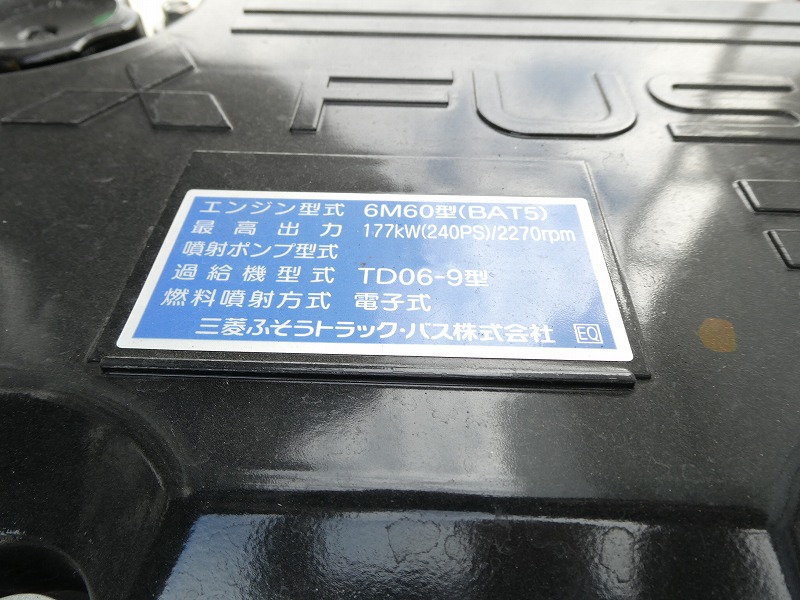 FUS
エンジン型式 6M60型(BAT5)
最高出力 177kW(240PS)/2270rpm
噴射ポンプ型式
過給機型式 TD06-9型
燃料噴射方式 電子式
三菱ふそうトラック・バス株式会社 EQ